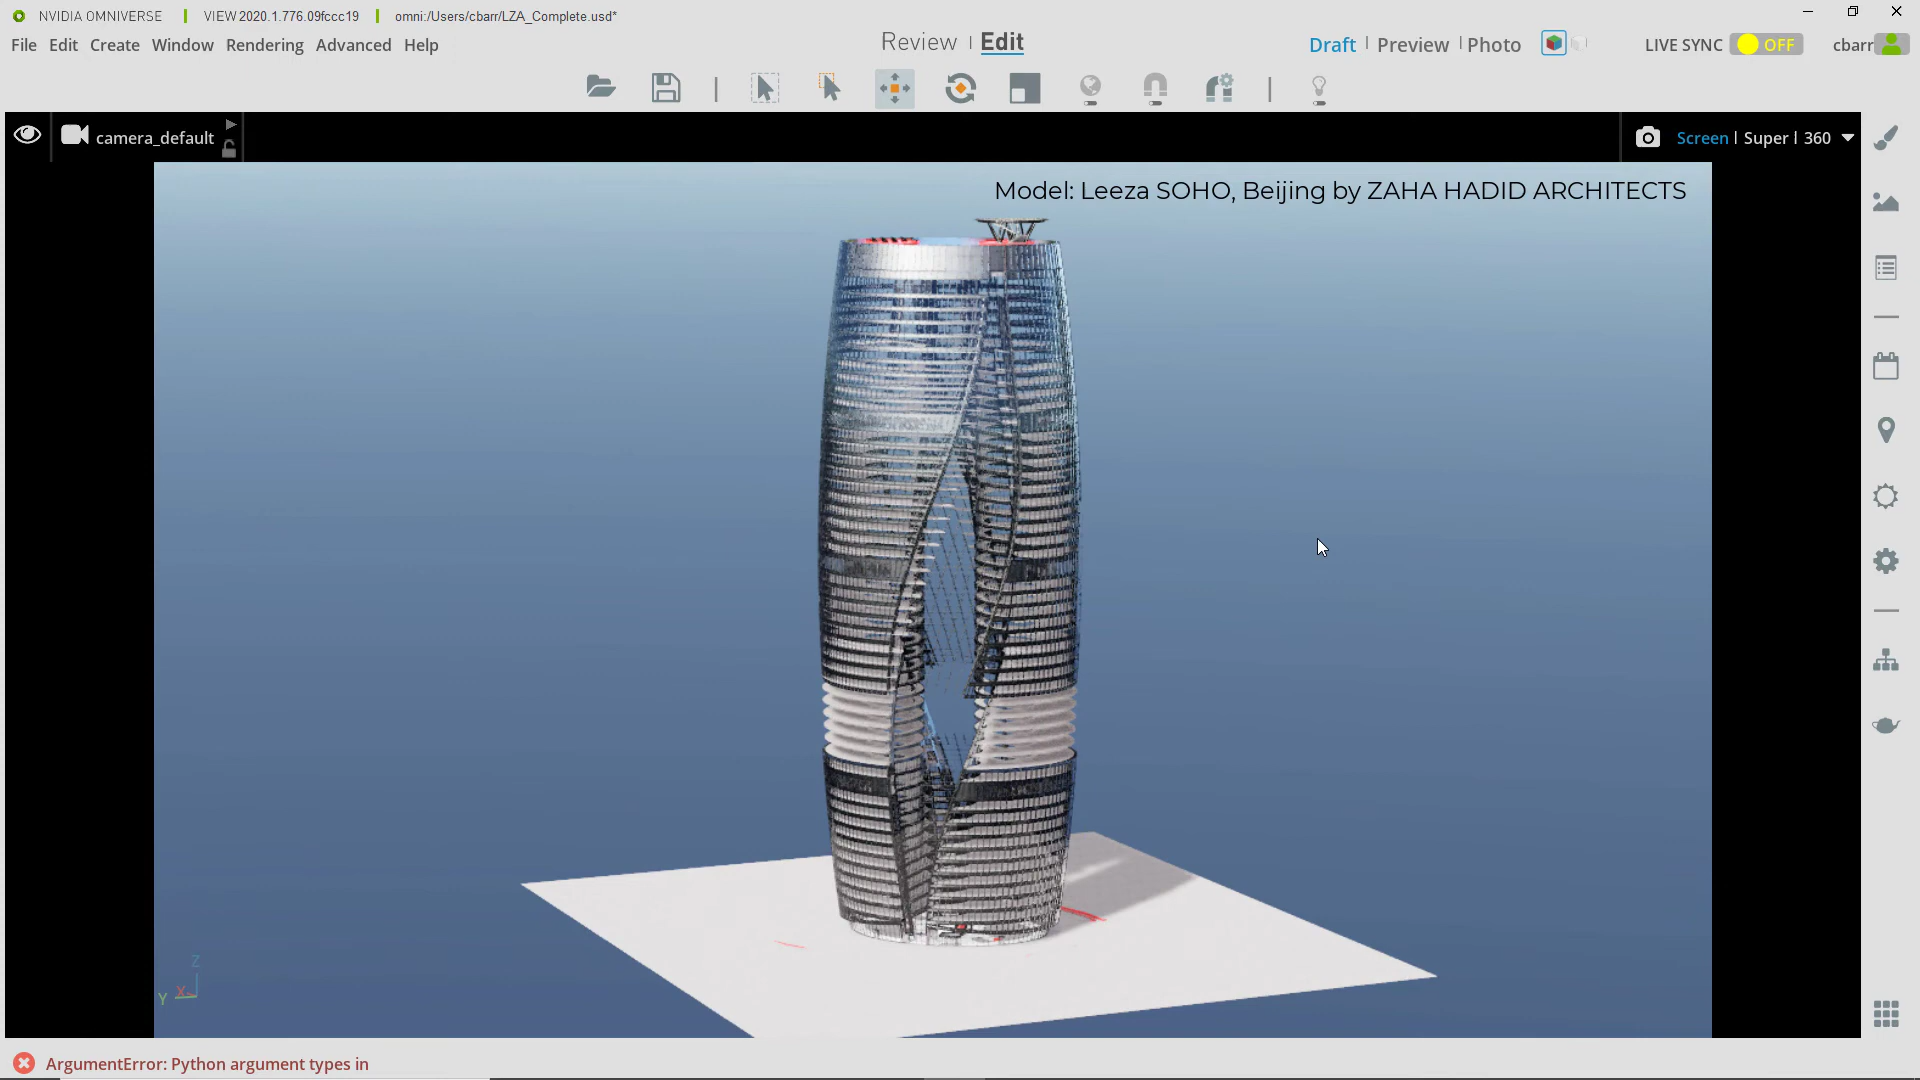 NVIDIA OMNIVERSE | VIEW 2020.1.776.09fccc19 | omni:/Users/cbarr/LZA_Complete.usd*
File Edit Create Window Rendering Advanced Help
Review | Edit
Draft | Preview | Photo
LIVE SYNC OFF cbarr
camera_default
Screen | Super | 360
Model: Leeza SOHO, Beijing by ZAHA HADID ARCHITECTS
Z
X
Y
ArgumentError: Python argument types in